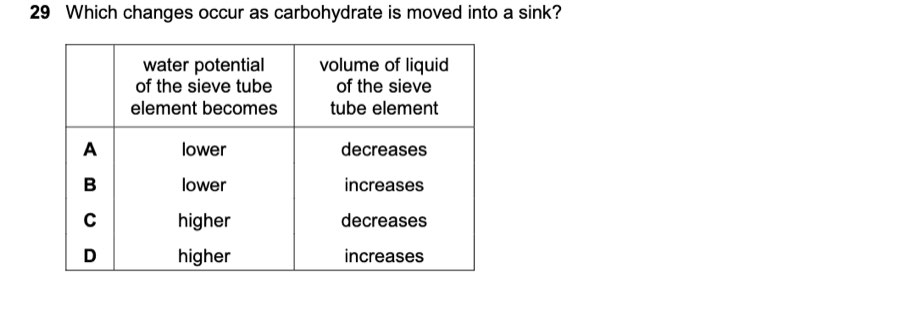 29 Which changes occur as carbohydrate is moved into a sink?
water potential of the sieve tube element becomes
volume of liquid of the sieve tube element
A lower decreases
B lower increases
C higher decreases
D higher increases